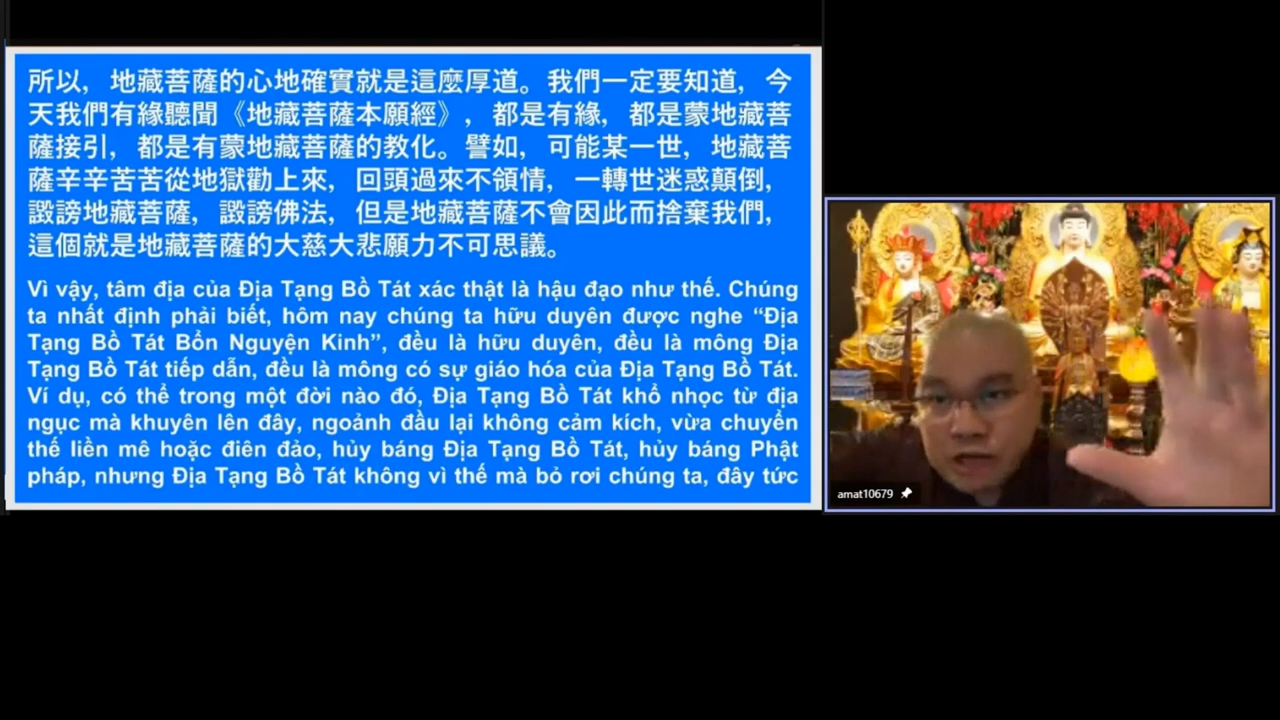 所以，地藏菩薩的心地確實就是這麼厚道。我們一定要知道，今
天我們有緣聽聞《地藏菩薩本願經》，都是有緣，都是蒙地藏菩
薩接引，都是有蒙地藏菩薩的教化。譬如，可能某一世，地藏菩
薩辛辛苦苦從地獄勸上來，回頭過來不領情，一轉世迷惑顛倒，
譭謗地藏菩薩，譭謗佛法，但是地藏菩薩不會因此而捨棄我們，
這個就是地藏菩薩的大慈大悲願力不可思議。
Vì vậy, tâm địa của Địa Tạng Bồ Tát xác thật là hậu đạo như thế. Chúng
ta nhất định phải biết, hôm nay chúng ta hữu duyên được nghe “Địa
Tạng Bồ Tát Bổn Nguyện Kinh”, đều là hữu duyên, đều là mông Địa
Tạng Bồ Tát tiếp dẫn, đều là mông có sự giáo hóa của Địa Tạng Bồ Tát.
Ví dụ, có thể trong một đời nào đó, Địa Tạng Bồ Tát khổ nhọc từ địa
ngục mà khuyên lên đây, ngoảnh đầu lại không cảm kích, vừa chuyển
thế liền mê hoặc điên đảo, hủy báng Địa Tạng Bồ Tát, hủy báng Phật
pháp, nhưng Địa Tạng Bồ Tát không vì thế mà bỏ rơi chúng ta, đây tức
amat10679